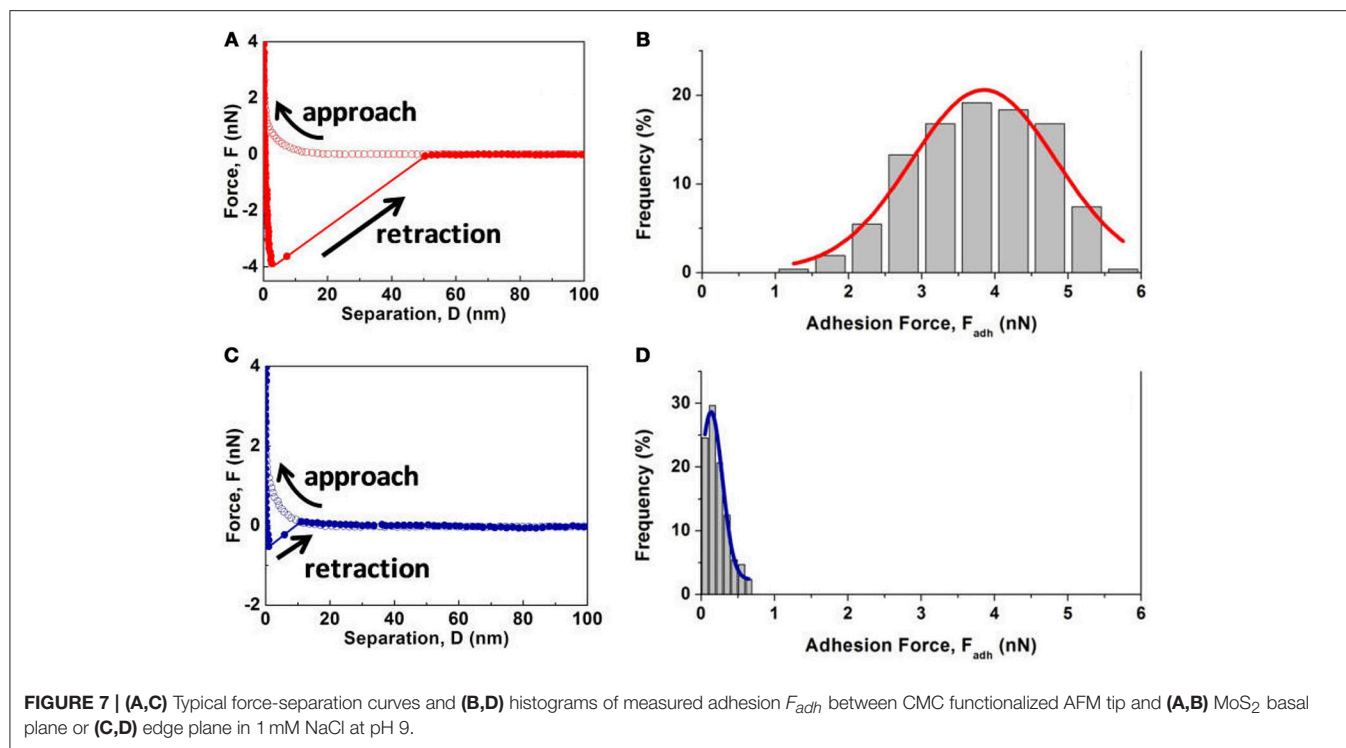 A
4
2
0
-2
-4
Force, F (nN)
approach
retraction
0 20 40 60 80 100
Separation, D (nm)
B
20
10
0
Frequency (%)
0 1 2 3 4 5 6
Adhesion Force, Fadh (nN)
C
4
2
0
-2
Force, F (nN)
approach
retraction
0 20 40 60 80 100
Separation, D (nm)
D
30
20
10
0
Frequency (%)
0 1 2 3 4 5 6
Adhesion Force, Fadh (nN)
FIGURE 7 | (A,C) Typical force-separation curves and (B,D) histograms of measured adhesion Fadh between CMC functionalized AFM tip and (A,B) MoS2 basal
plane or (C,D) edge plane in 1 mM NaCl at pH 9.